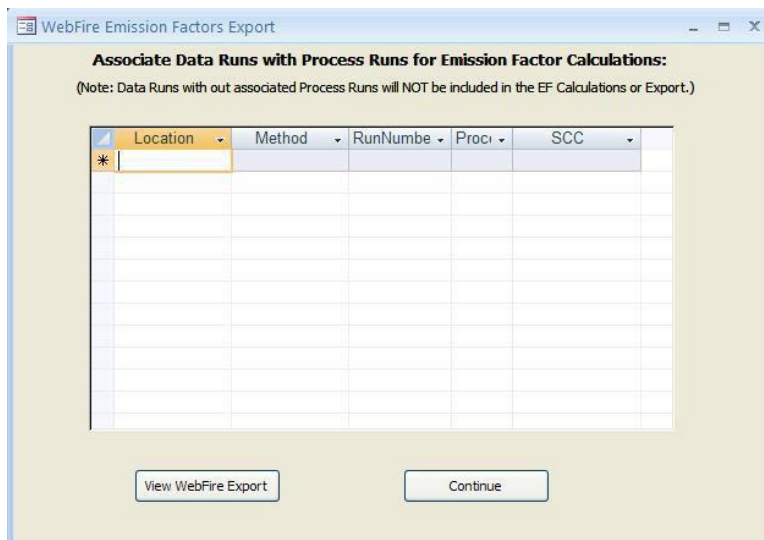 WebFire Emission Factors Export
Associate Data Runs with Process Runs for Emission Factor Calculations:
(Note: Data Runs with out associated Process Runs will NOT be included in the EF Calculations or Export.)
Location Method RunNumbe Proce SCC
View WebFire Export Continue